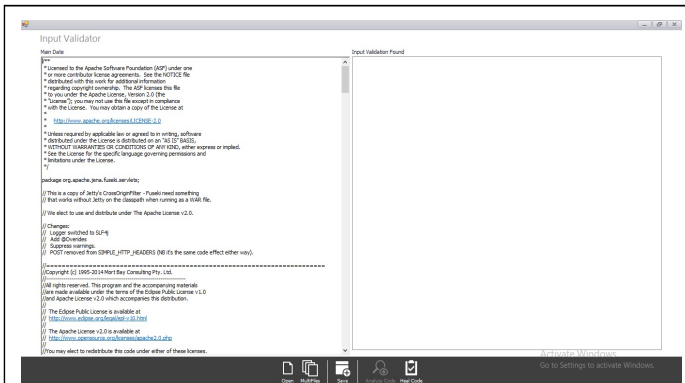 Input Validator
Main Date
Input Validation Found
/**
* Licensed to the Apache Software Foundation (ASF) under one
* or more contributor license agreements. See the NOTICE file
* distributed with this work for additional information
* regarding copyright ownership. The ASF licenses this file
* to you under the Apache License, Version 2.0 (the
* "License"); you may not use this file except in compliance
* with the License. You may obtain a copy of the License at
*
* http://www.apache.org/licenses/LICENSE-2.0
*
* Unless required by applicable law or agreed to in writing, software
* distributed under the License is distributed on an "AS IS" BASIS,
* WITHOUT WARRANTIES OR CONDITIONS OF ANY KIND, either express or implied.
* See the License for the specific language governing permissions and
* limitations under the License.
*/
package org.apache.jena.fuseki.servlets;
// This is a copy of Jetty's CrossOriginFilter - Fuseki need something
// that works without Jetty on the classpath when running as a WAR file.
// We elect to use and distribute under The Apache License v2.0.
// Changes:
// Logger switched to SLF4j
// Add @Overides
// Suppress warnings.
// POST removed from SIMPLE_HTTP_HEADERS (NB it's the same code effect either way).
//========================================================================
//Copyright (c) 1995-2014 Mort Bay Consulting Pty. Ltd.
//------------------------------------------------------------------------
//All rights reserved. This program and the accompanying materials
//are made available under the terms of the Eclipse Public License v1.0
//and Apache License v2.0 which accompanies this distribution.
//
// The Eclipse Public License is available at
// http://www.eclipse.org/legal/epl-v10.html
//
// The Apache License v2.0 is available at
// http://www.opensource.org/licenses/apache2.0.php
//
//You may elect to redistribute this code under either of these licenses.
Activate Windows
Go to Settings to activate Windows.
Open MultiFiles Save Analysis Code Heal Code